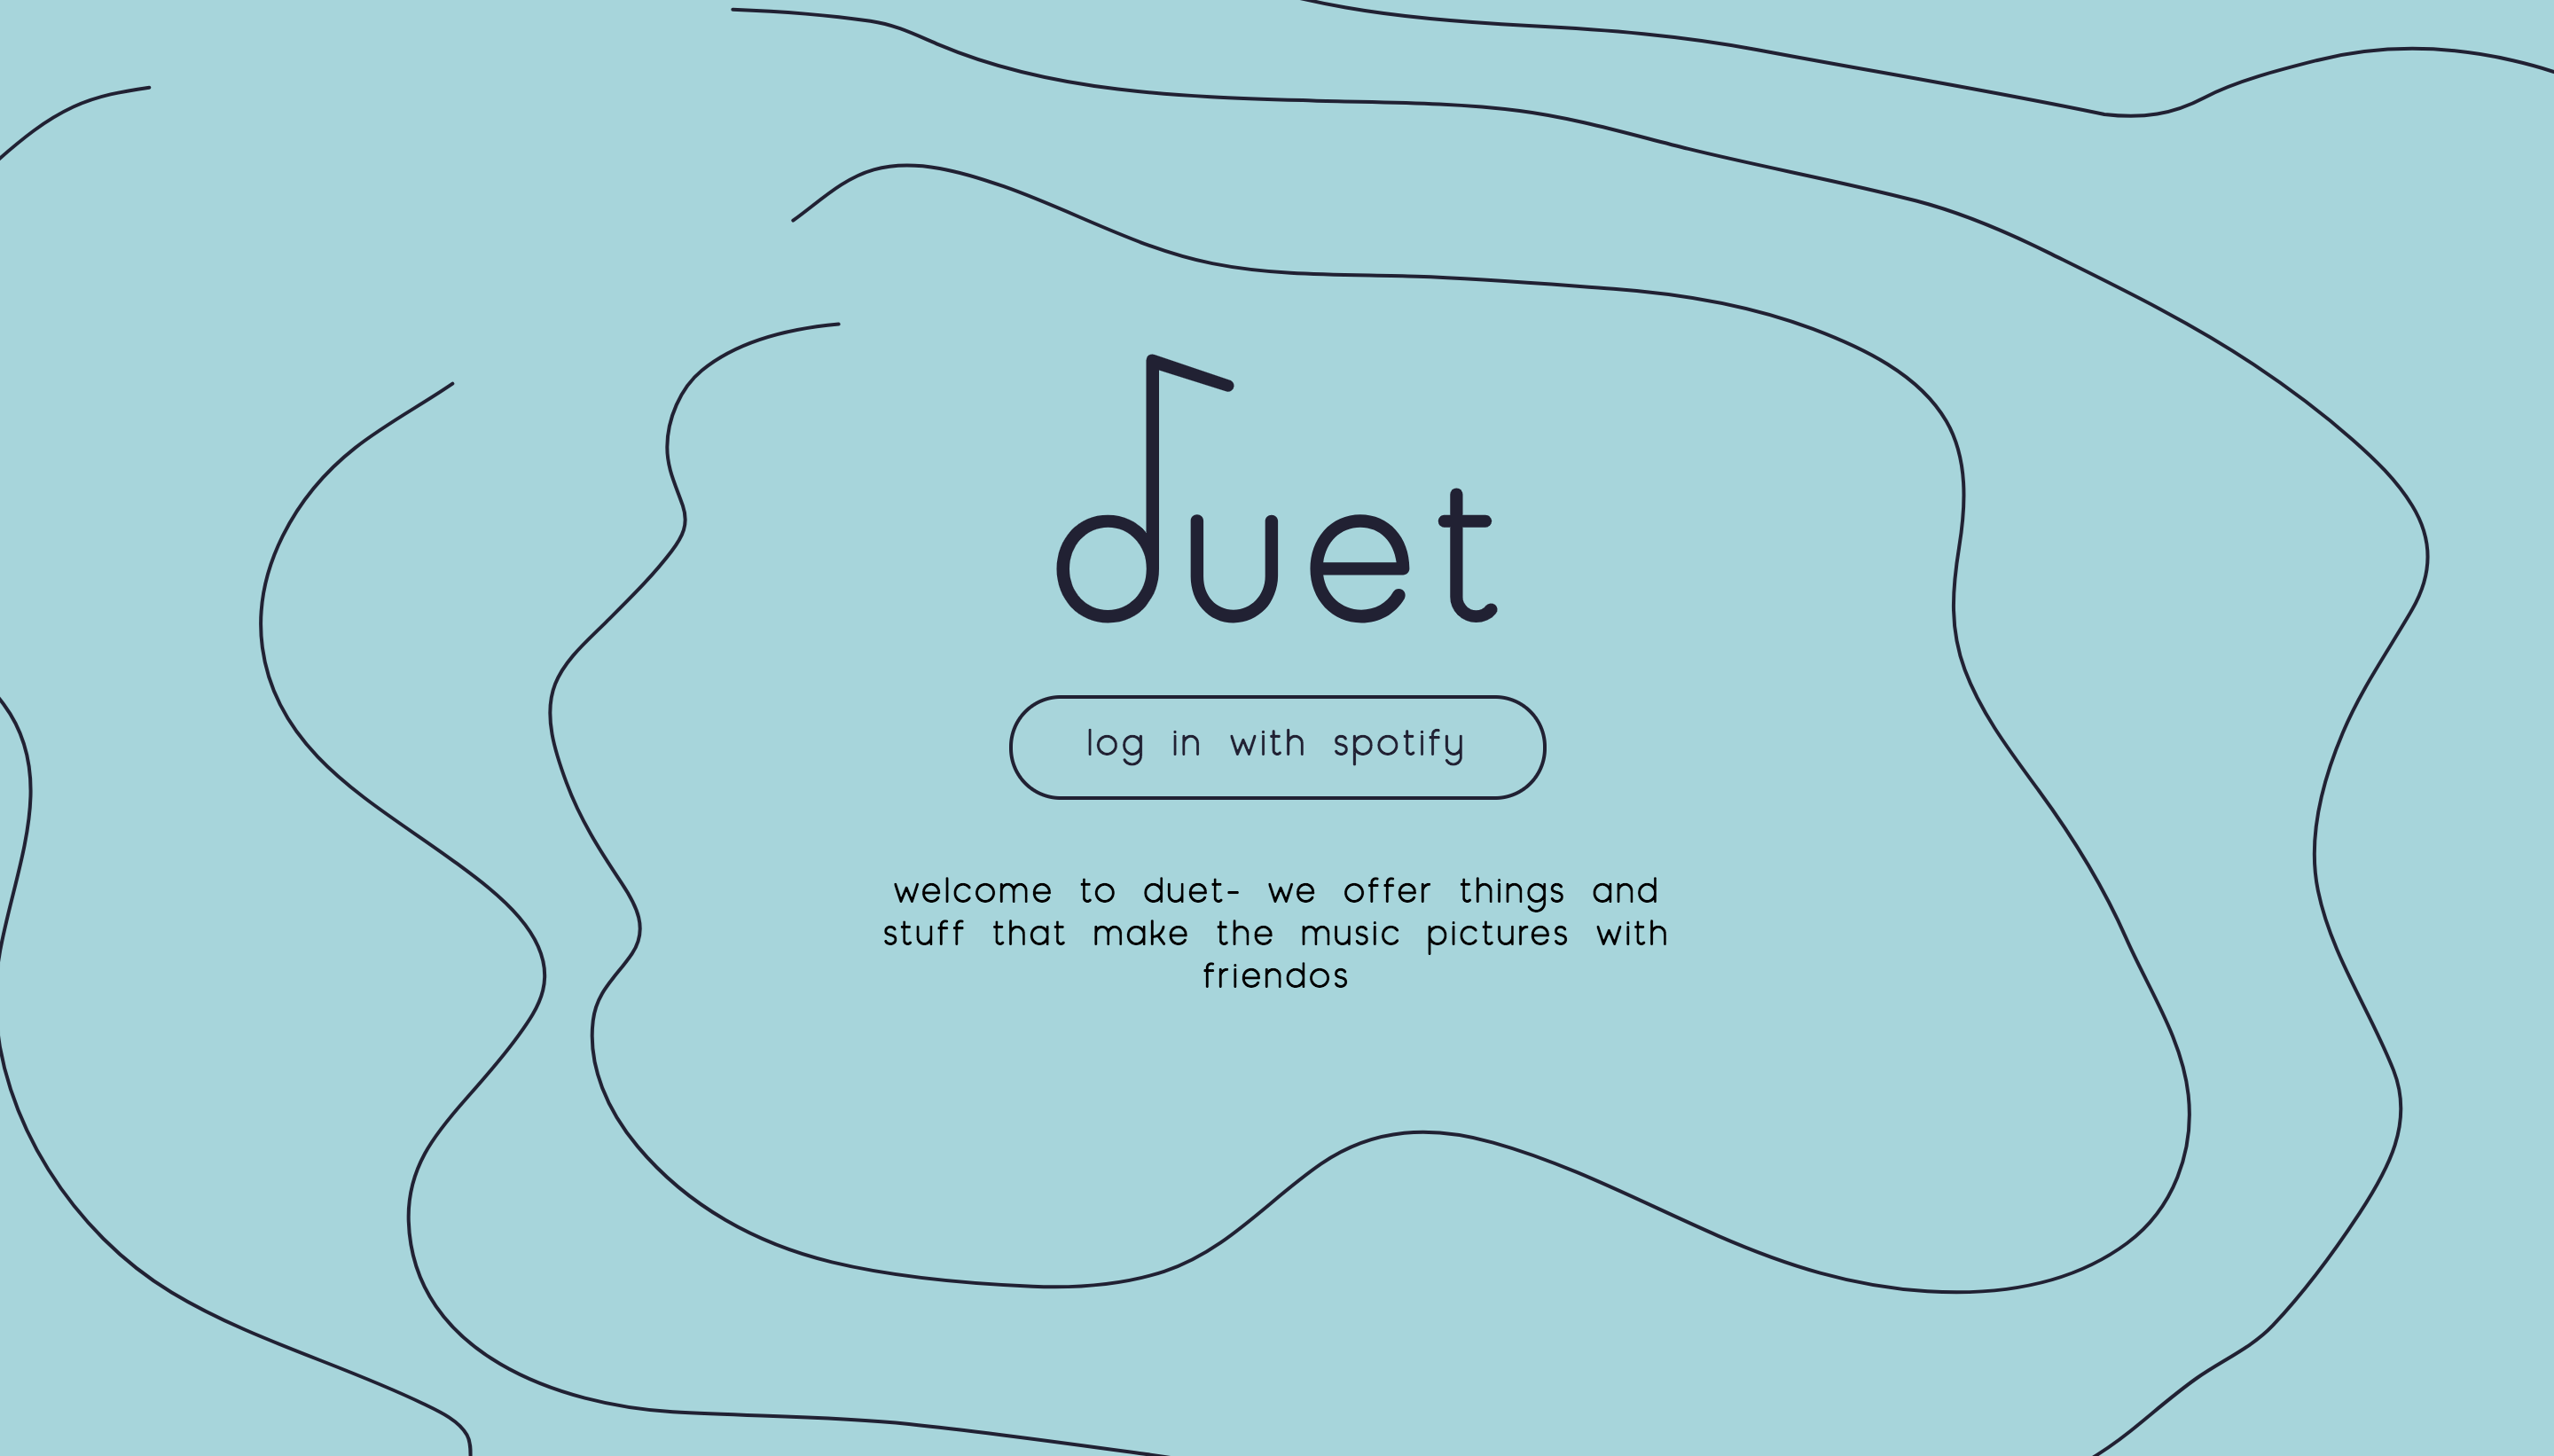 duet
log in with spotify
welcome to duet- we offer things and
stuff that make the music pictures with
friendos